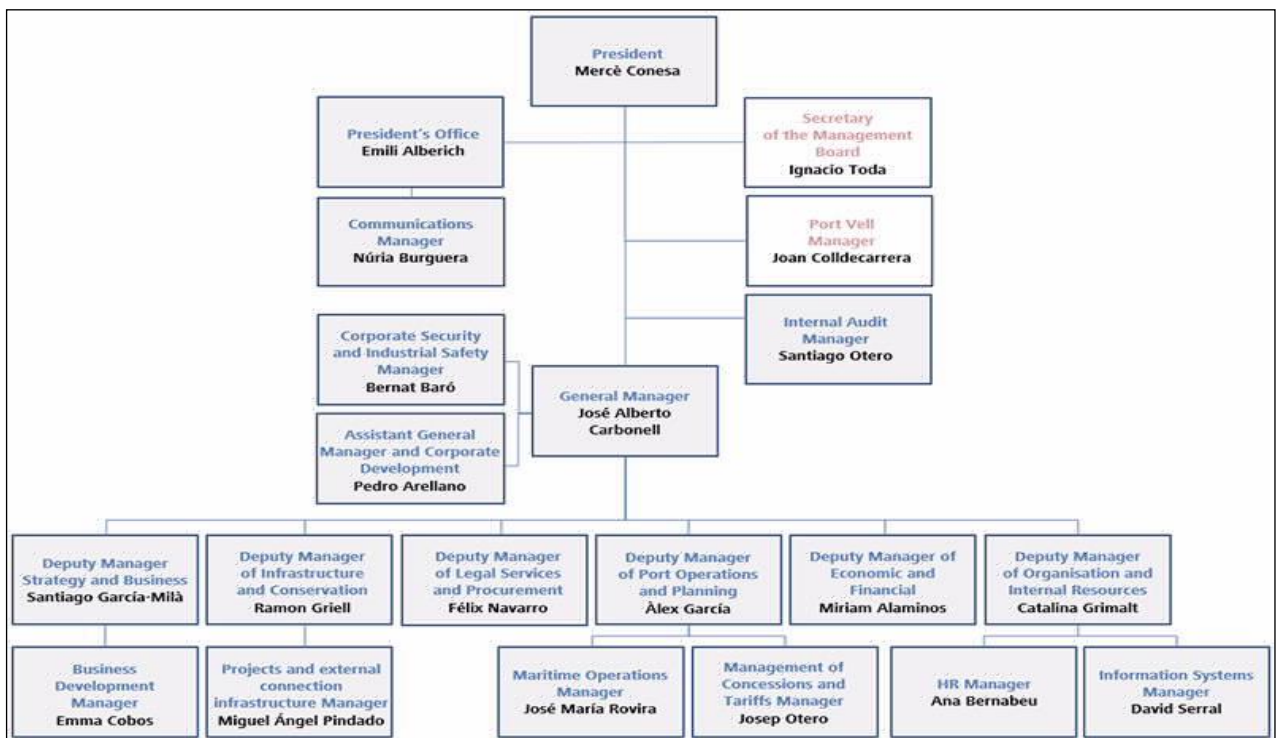 President
Mercè Conesa
President's Office
Emili Alberich
Secretary
of the Management
Board
Ignacio Toda
Communications
Manager
Núria Burguera
Port Vell
Manager
Joan Colldecarrera
Internal Audit
Manager
Santiago Otero
Corporate Security
and Industrial Safety
Manager
Bernat Baró
General Manager
José Alberto
Carbonell
Assistant General
Manager and Corporate
Development
Pedro Arellano
Deputy Manager
Strategy and Business
Santiago García-Milà
Deputy Manager
of Infrastructure
and Conservation
Ramon Griell
Deputy Manager
of Legal Services
and Procurement
Félix Navarro
Deputy Manager
of Port Operations
and Planning
Àlex García
Deputy Manager of
Economic and
Financial
Miriam Alaminos
Deputy Manager
of Organisation and
Internal Resources
Catalina Grimalt
Business
Development
Manager
Emma Cobos
Projects and external
connection
infrastructure Manager
Miguel Ángel Pindado
Maritime Operations
Manager
José María Rovira
Management of
Concessions and
Tariffs Manager
Josep Otero
HR Manager
Ana Bernabeu
Information Systems
Manager
David Serral